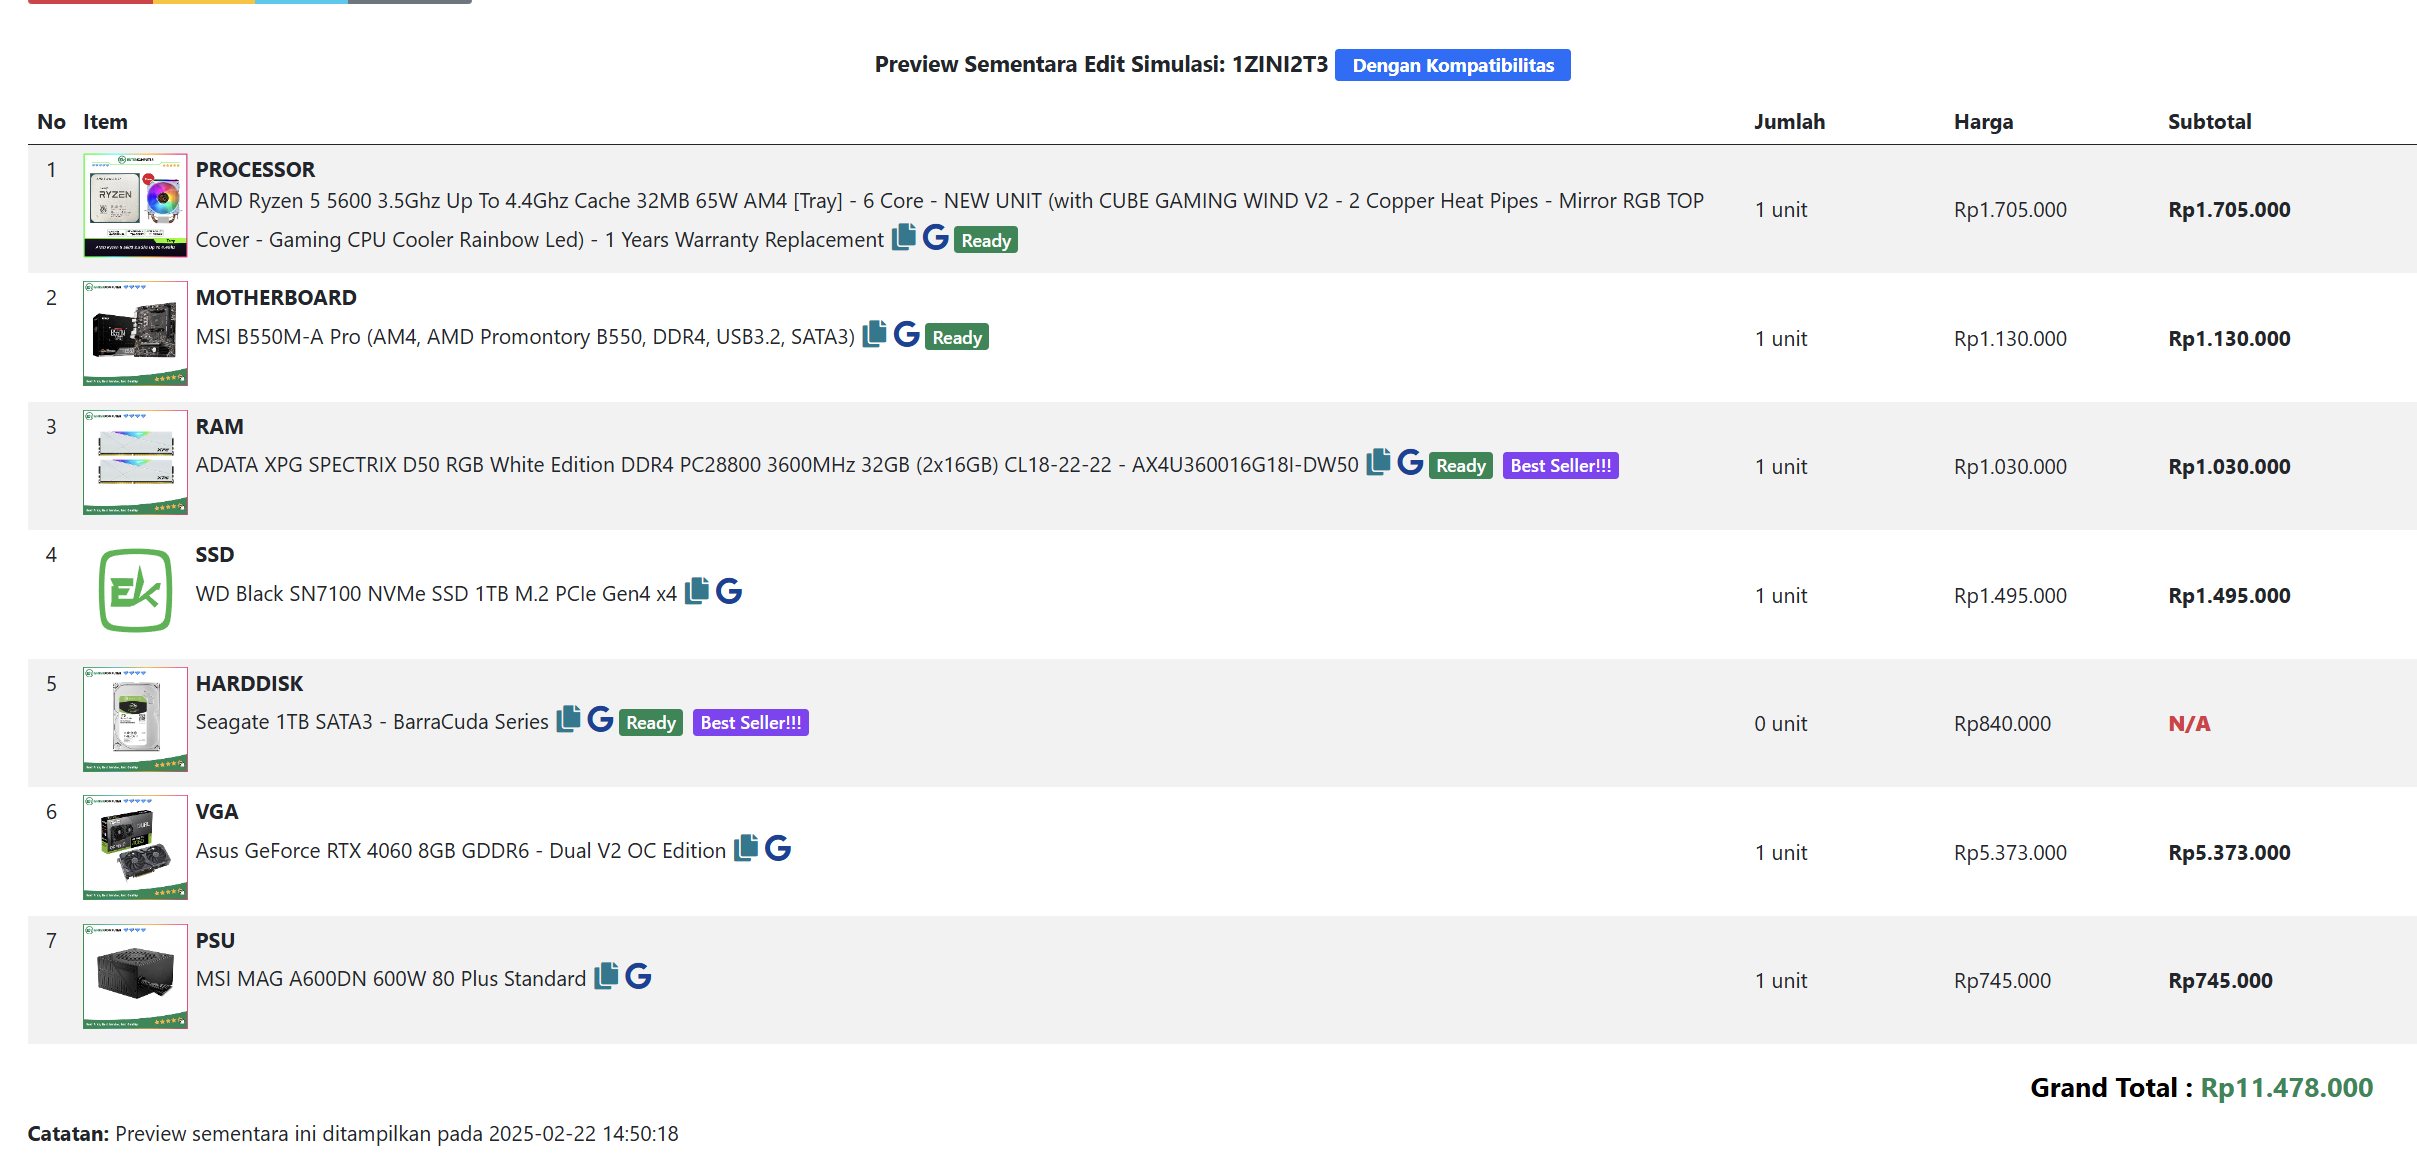 Preview Sementara Edit Simulasi: 1ZINI2T3 Dengan Kompatibilitas
No Item Jumlah Harga Subtotal
1 PROCESSOR
AMD Ryzen 5 5600 3.5Ghz Up To 4.4Ghz Cache 32MB 65W AM4 [Tray] - 6 Core - NEW UNIT (with CUBE GAMING WIND V2 - 2 Copper Heat Pipes - Mirror RGB TOP
Cover - Gaming CPU Cooler Rainbow Led) - 1 Years Warranty Replacement Ready
1 unit Rp1.705.000 Rp1.705.000
2 MOTHERBOARD
MSI B550M-A Pro (AM4, AMD Promontory B550, DDR4, USB3.2, SATA3) Ready
1 unit Rp1.130.000 Rp1.130.000
3 RAM
ADATA XPG SPECTRIX D50 RGB White Edition DDR4 PC28800 3600MHz 32GB (2x16GB) CL18-22-22 - AX4U360016G18I-DW50 Ready Best Seller!!!
1 unit Rp1.030.000 Rp1.030.000
4 SSD
WD Black SN7100 NVMe SSD 1TB M.2 PCIe Gen4 x4
1 unit Rp1.495.000 Rp1.495.000
5 HARDDISK
Seagate 1TB SATA3 - BarraCuda Series Ready Best Seller!!!
0 unit Rp840.000 N/A
6 VGA
Asus GeForce RTX 4060 8GB GDDR6 - Dual V2 OC Edition
1 unit Rp5.373.000 Rp5.373.000
7 PSU
MSI MAG A600DN 600W 80 Plus Standard
1 unit Rp745.000 Rp745.000
Grand Total : Rp11.478.000
Catatan: Preview sementara ini ditampilkan pada 2025-02-22 14:50:18